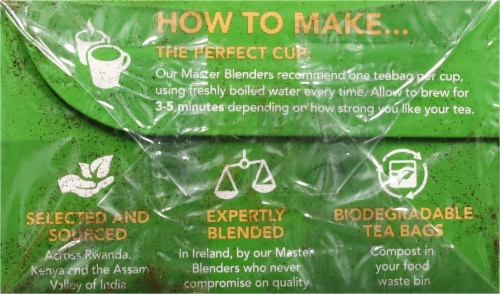 HOW TO MAKE...
THE PERFECT CUP:
Our Master Blenders recommend one teabag per cup,
using freshly boiled water every time. Allow to brew for
3-5 minutes depending on how strong you like your tea.
SELECTED AND
SOURCED
Across Rwanda,
Kenya and the Assam
Valley of India
EXPERTLY
BLENDED
In Ireland, by our Master
Blenders who never
compromise on quality
BIODEGRADABLE
TEA BAGS
Compost in
your food
waste bin